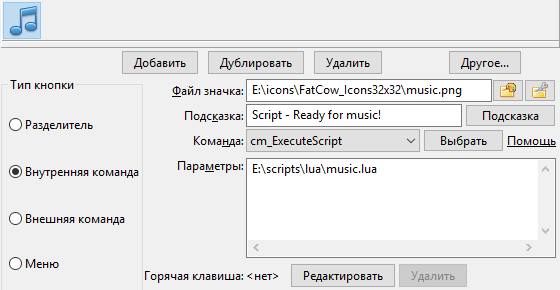 Добавить Дублировать Удалить Другое...
Тип кнопки
Разделитель
Внутренная команда
Внешняя команда
Меню
Файл значка: E:\icons\FatCow_Icons32x32\music.png
Подсказка: Script - Ready for music! Подсказка
Команда: cm_ExecuteScript Выбрать Помощь
Параметры: E:\scripts\lua\music.lua
Горячая клавиша: <нет> Редактировать Удалить